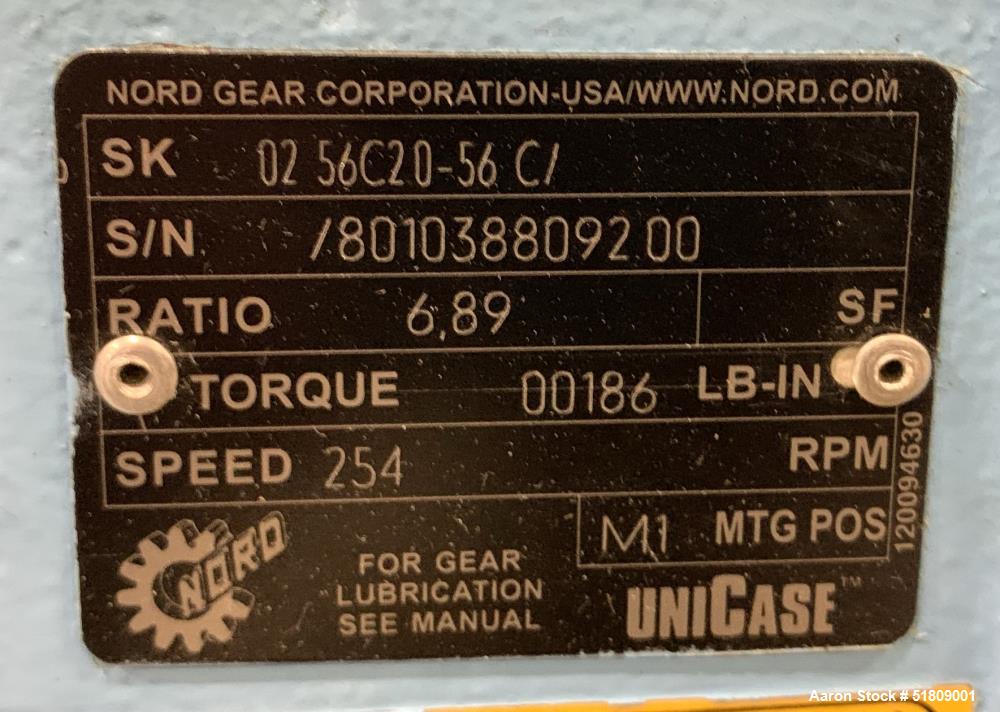 NORD GEAR CORPORATION-USA/WWW.NORD.COM
SK 02 56C20-56 C/
S/N /8010388092 00
RATIO 6,89 SF
TORQUE 00186 LB-IN
SPEED 254 RPM
M1 MTG POS
120094630
NORD
FOR GEAR
LUBRICATION
SEE MANUAL
UNICASE™
Aaron Stock # 51809001